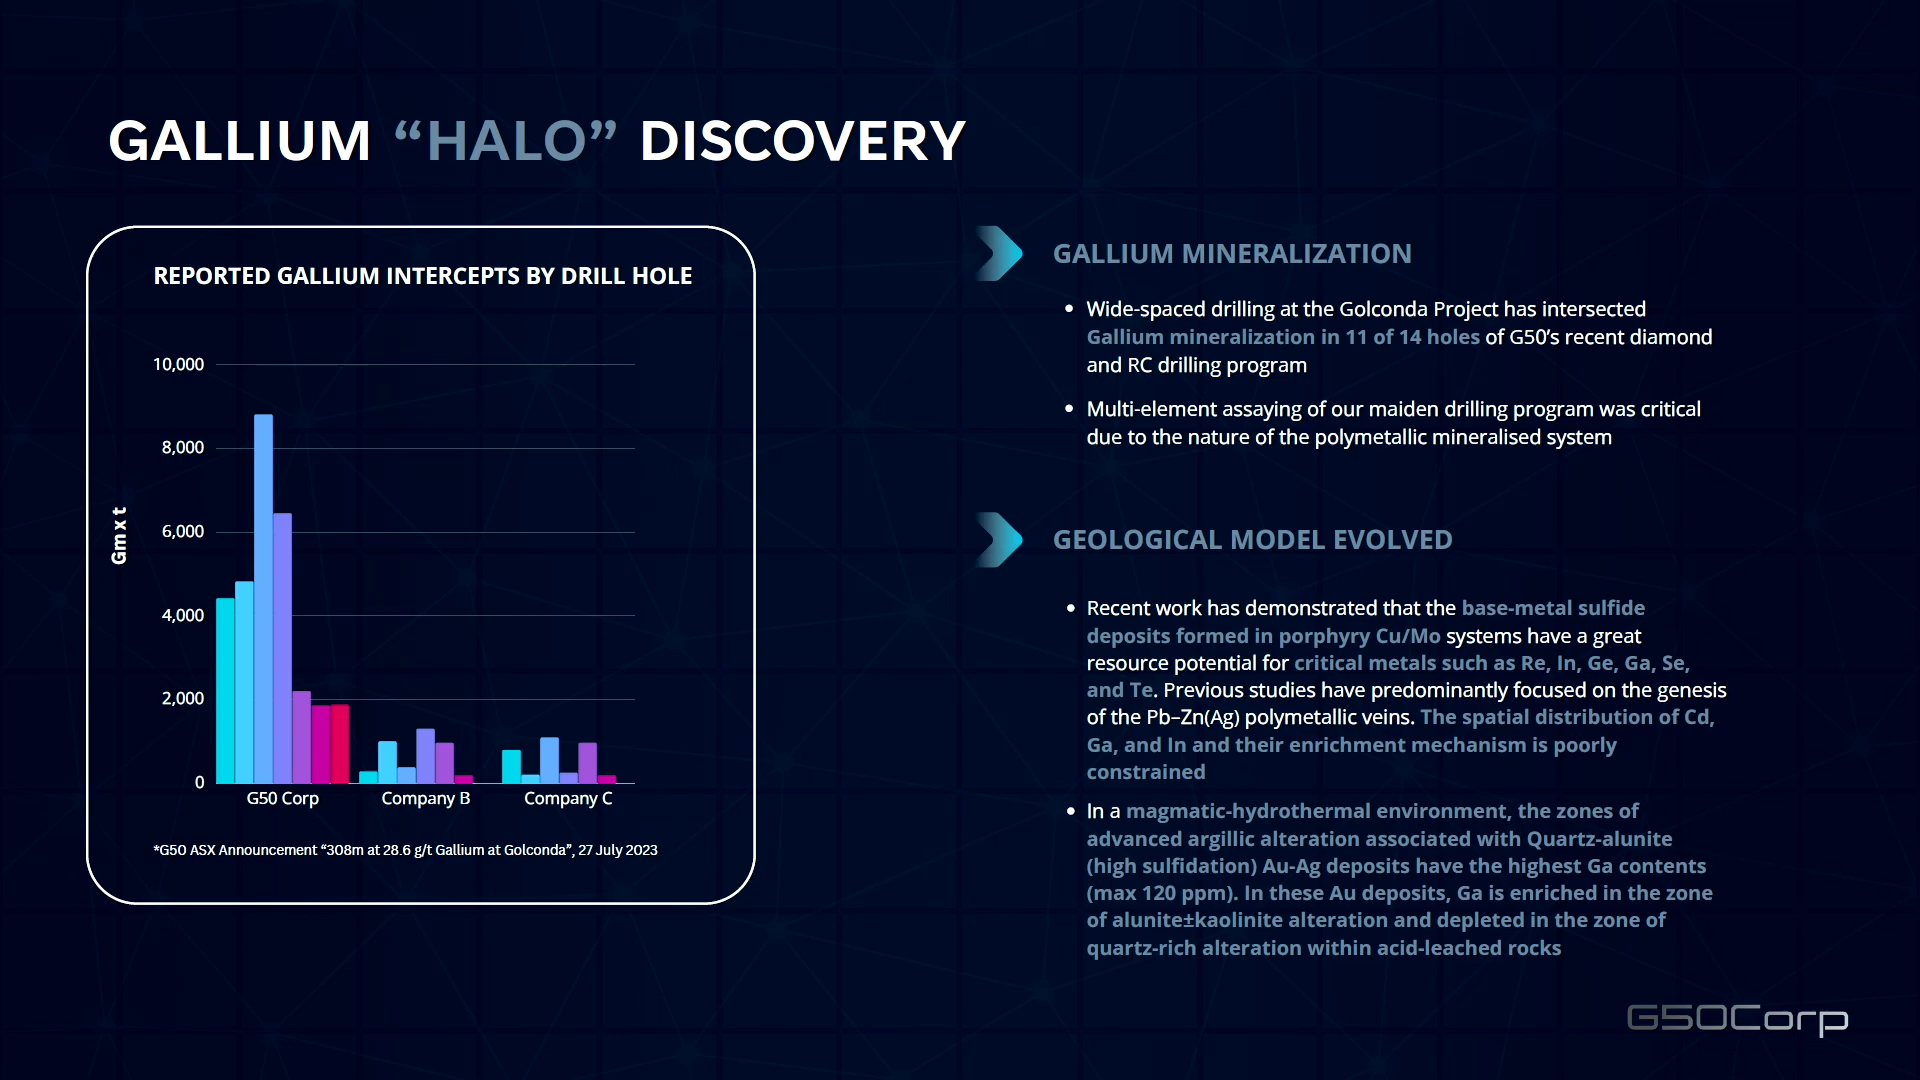 GALLIUM “HALO” DISCOVERY
REPORTED GALLIUM INTERCEPTS BY DRILL HOLE
10,000
8,000
6,000
4,000
2,000
0
Gm x t
G50 Corp
Company B
Company C
*G50 ASX Announcement “308m at 28.6 g/t Gallium at Golconda”, 27 July 2023
GALLIUM MINERALIZATION
• Wide-spaced drilling at the Golconda Project has intersected
Gallium mineralization in 11 of 14 holes of G50’s recent diamond
and RC drilling program
• Multi-element assaying of our maiden drilling program was critical
due to the nature of the polymetallic mineralised system
GEOLOGICAL MODEL EVOLVED
• Recent work has demonstrated that the base-metal sulfide
deposits formed in porphyry Cu/Mo systems have a great
resource potential for critical metals such as Re, In, Ge, Ga, Se,
and Te. Previous studies have predominantly focused on the genesis
of the Pb–Zn(Ag) polymetallic veins. The spatial distribution of Cd,
Ga, and In and their enrichment mechanism is poorly
constrained
• In a magmatic-hydrothermal environment, the zones of
advanced argillic alteration associated with Quartz-alunite
(high sulfidation) Au-Ag deposits have the highest Ga contents
(max 120 ppm). In these Au deposits, Ga is enriched in the zone
of alunite±kaolinite alteration and depleted in the zone of
quartz-rich alteration within acid-leached rocks
G50Corp